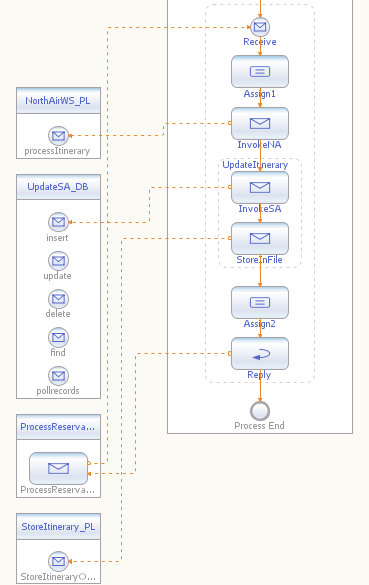 NorthAirWS_PL
processItinerary
UpdateSA_DB
insert
update
delete
find
pollrecords
ProcessReserva...
ProcessReserva...
StoreItinerary_PL
StoreItineraryO...
Receive
Assign1
InvokeNA
UpdateItinerary
InvokeSA
StoreInFile
Assign2
Reply
Process End